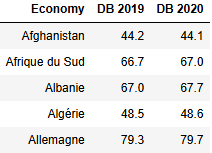 Economy DB 2019 DB 2020
Afghanistan 44.2 44.1
Afrique du Sud 66.7 67.0
Albanie 67.0 67.7
Algérie 48.5 48.6
Allemagne 79.3 79.7